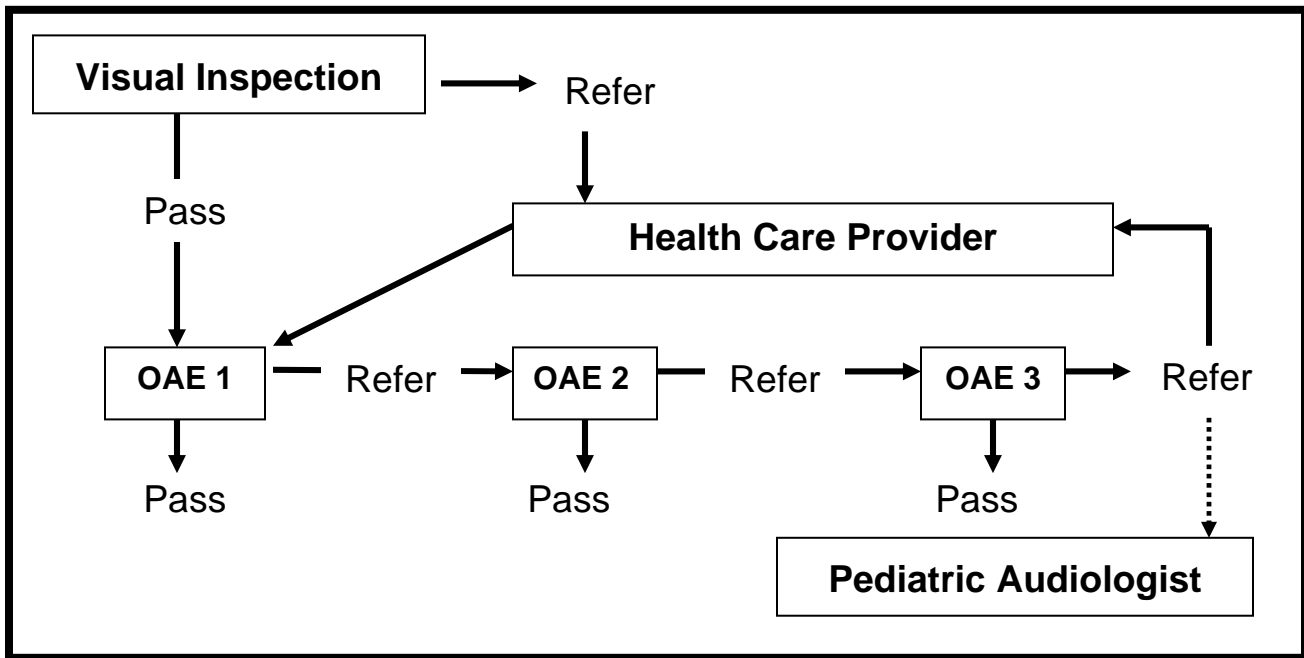 Visual Inspection
Refer
Pass
Health Care Provider
OAE 1
Refer
OAE 2
Refer
OAE 3
Refer
Pass
Pass
Pass
Pediatric Audiologist